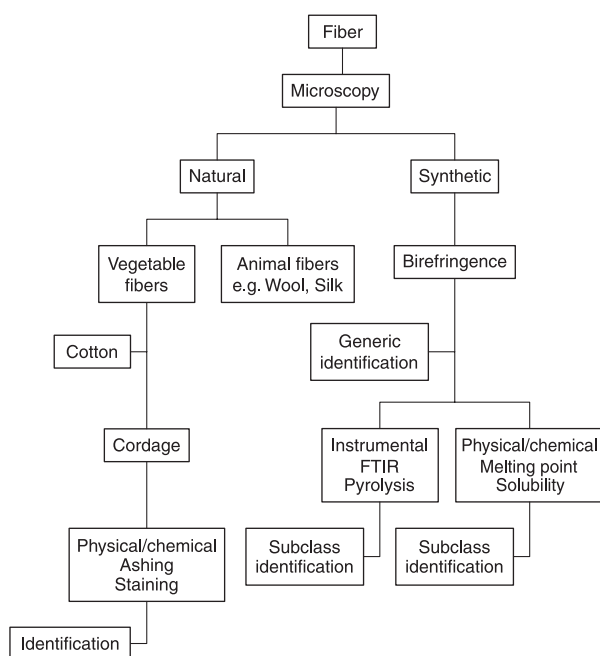 Fiber
Microscopy
Natural
Synthetic
Vegetable
fibers
Animal fibers
e.g. Wool, Silk
Birefringence
Cotton
Generic
identification
Cordage
Instrumental
FTIR
Pyrolysis
Physical/chemical
Melting point
Solubility
Physical/chemical
Ashing
Staining
Subclass
identification
Subclass
identification
Identification